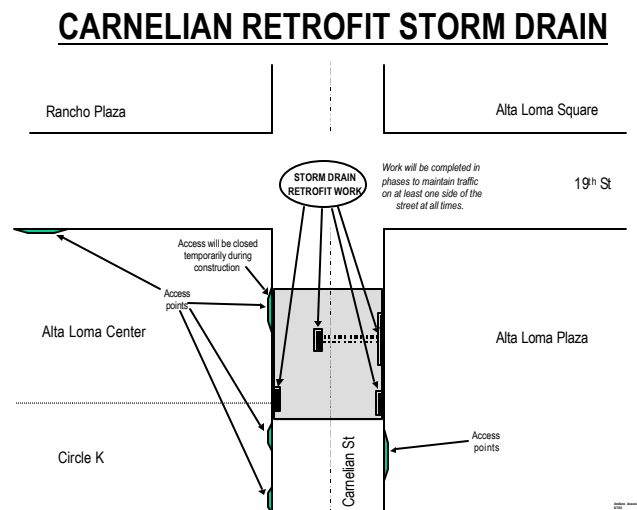 CARNELIAN RETROFIT STORM DRAIN
Rancho Plaza
Alta Loma Square
STORM DRAIN
RETROFIT WORK
Work will be completed in
phases to maintain traffic
on at least one side of the
street at all times.
19th St
Access will be closed
temporarily during
construction
Access
points
Alta Loma Center
Alta Loma Plaza
Access
points
Circle K
Carnelian St